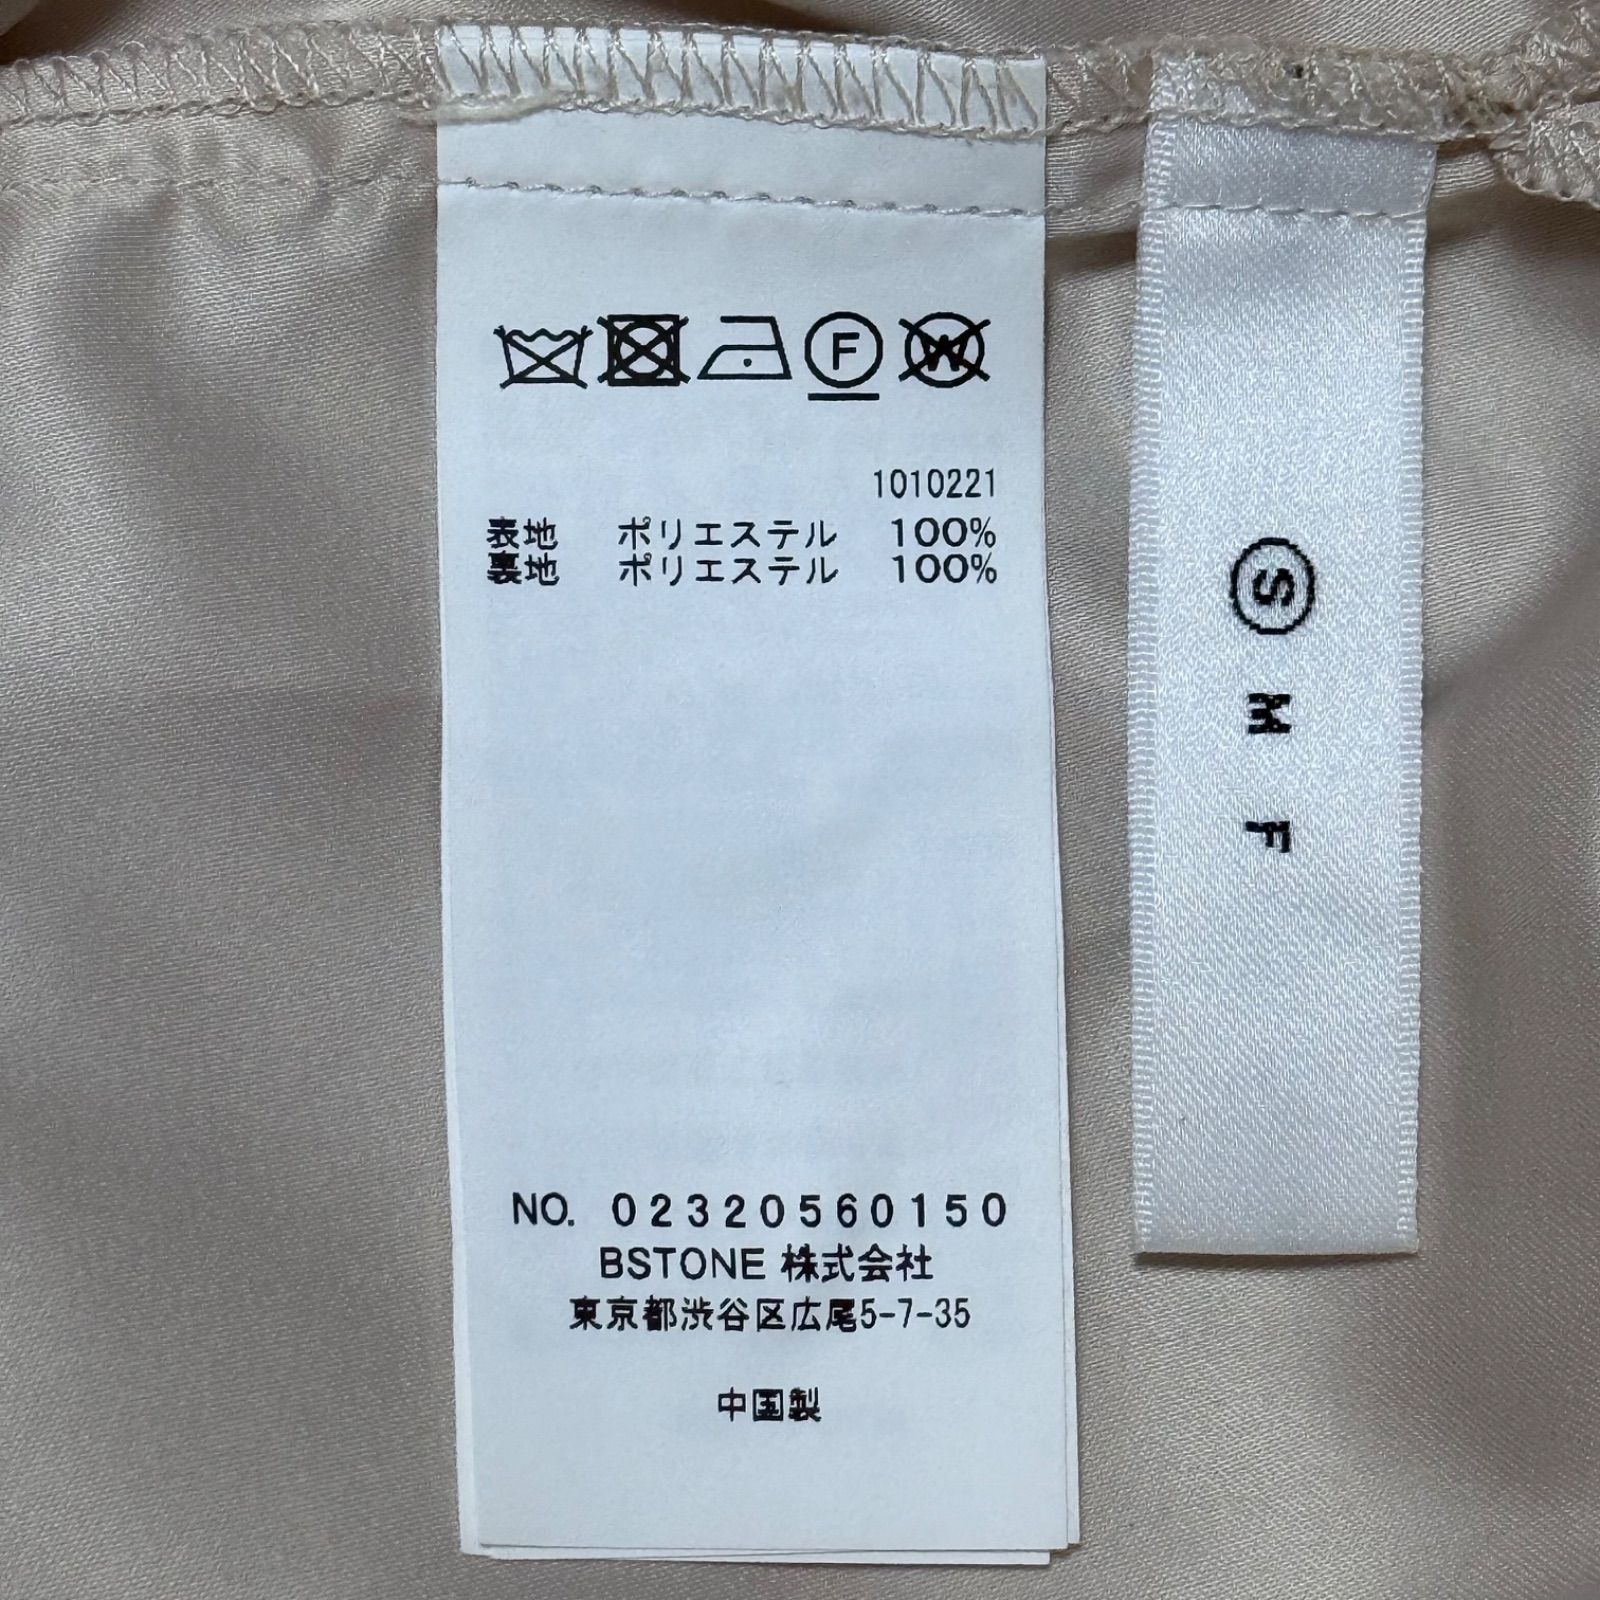 F
W
1010221
表地 ポリエステル 100%
裏地 ポリエステル 100%
NO. 02320560150
BSTONE 株式会社
東京都渋谷区広尾5-7-35
中国製
Ⓢ M F